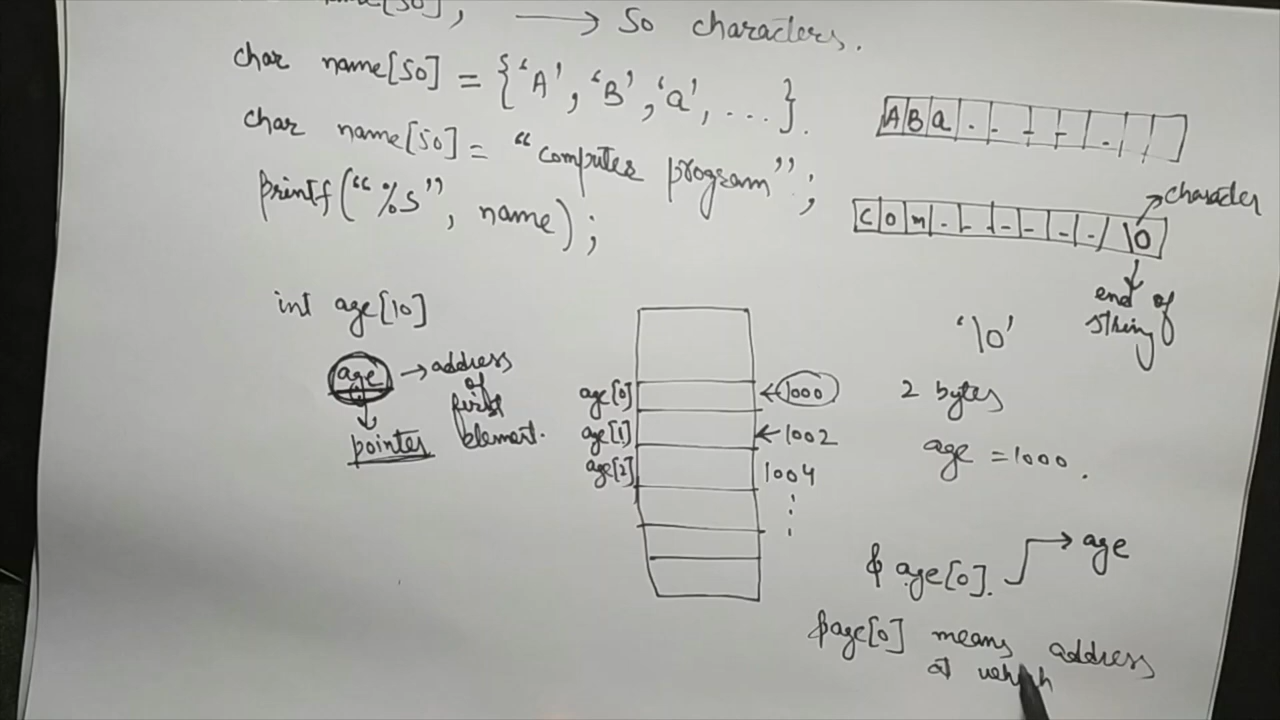 name[50], → 50 characters.
char name[50] = {'A', 'B', 'a', ...}.
A B a . - - - .
char name[50] = "computer program";
printf("%s", name);
character
C O m . - - - - - - \0
end of
string
int age[10]
'\0'
age → address
of
first
element.
pointer
age[0] ← 1000
age[1] ← 1002
age[2] 1004
2 bytes
age = 1000.
& age[0]. → age
&age[0] means address
at which